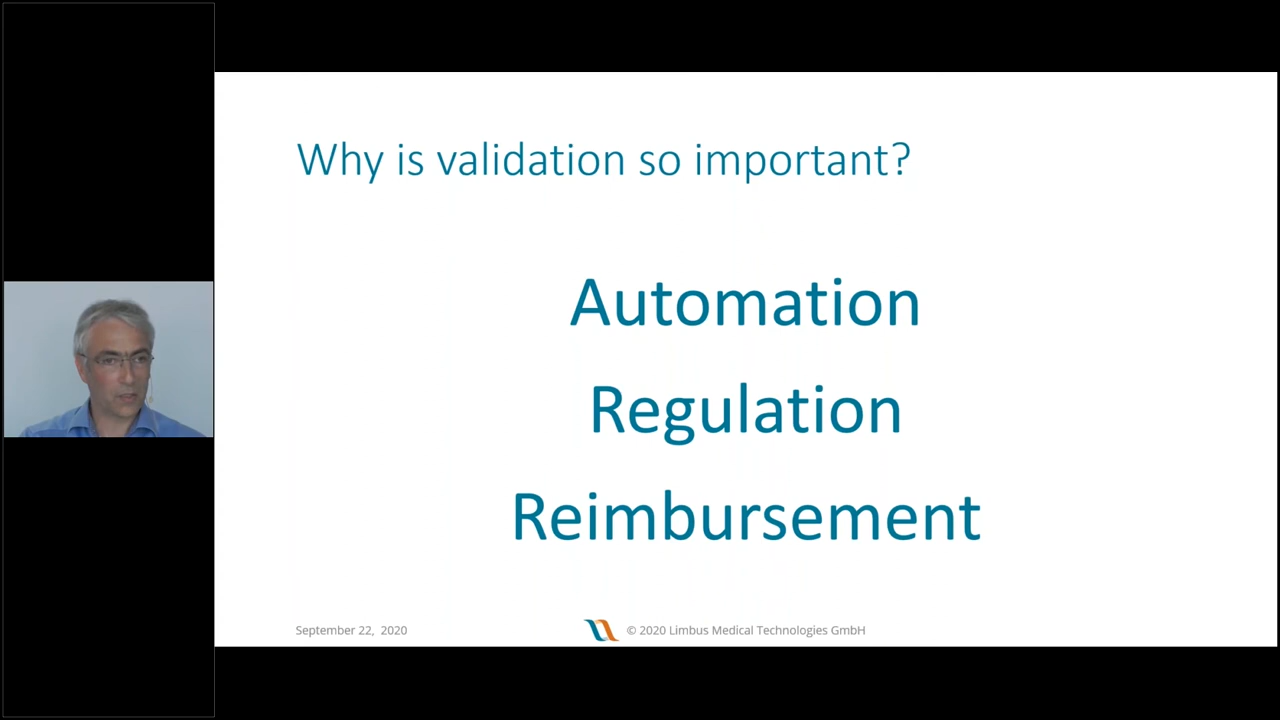 Why is validation so important?
Automation
Regulation
Reimbursement
September 22, 2020
© 2020 Limbus Medical Technologies GmbH